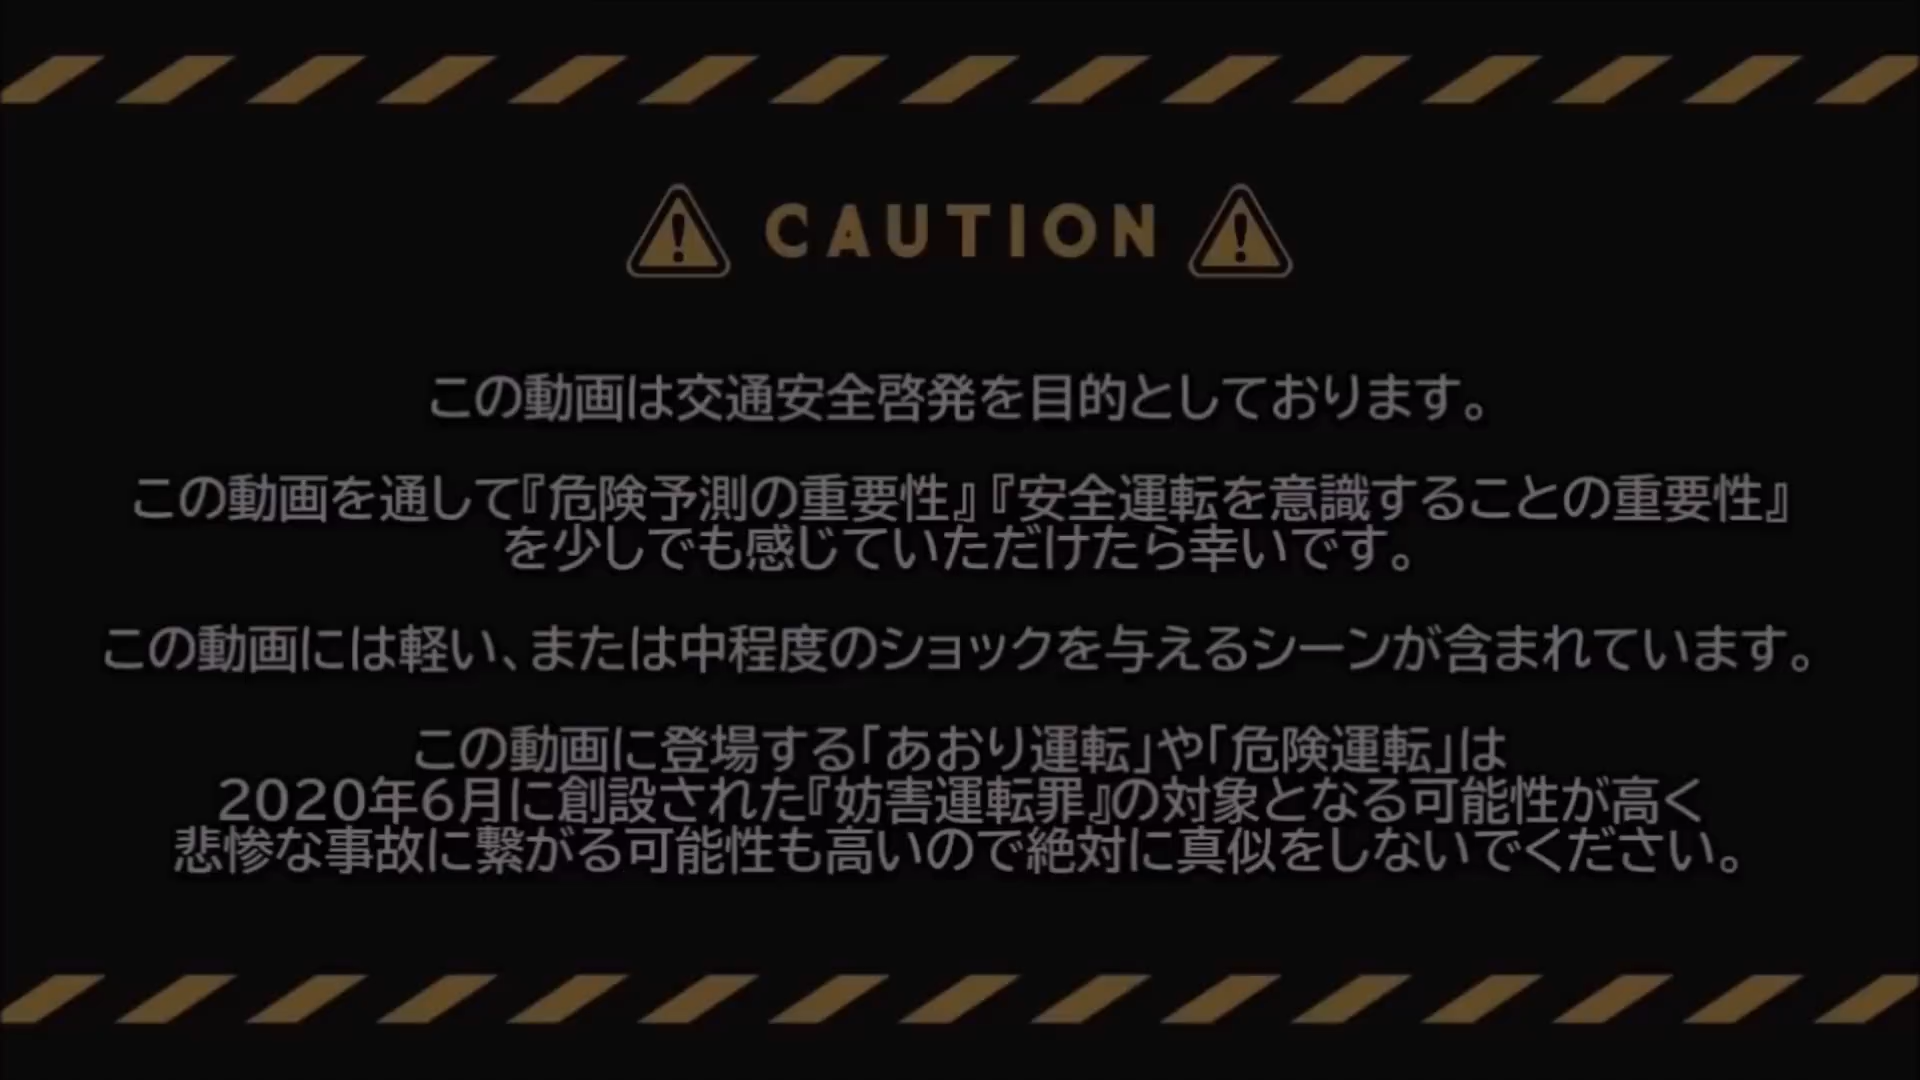 CAUTION
この動画は交通安全啓発を目的としております。
この動画を通して『危険予測の重要性』『安全運転を意識することの重要性』
を少しでも感じていただけたら幸いです。
この動画には軽い、または中程度のショックを与えるシーンが含まれています。
この動画に登場する「あおり運転」や「危険運転」は
2020年6月に創設された『妨害運転罪』の対象となる可能性が高く
悲惨な事故に繋がる可能性も高いので絶対に真似をしないでください。